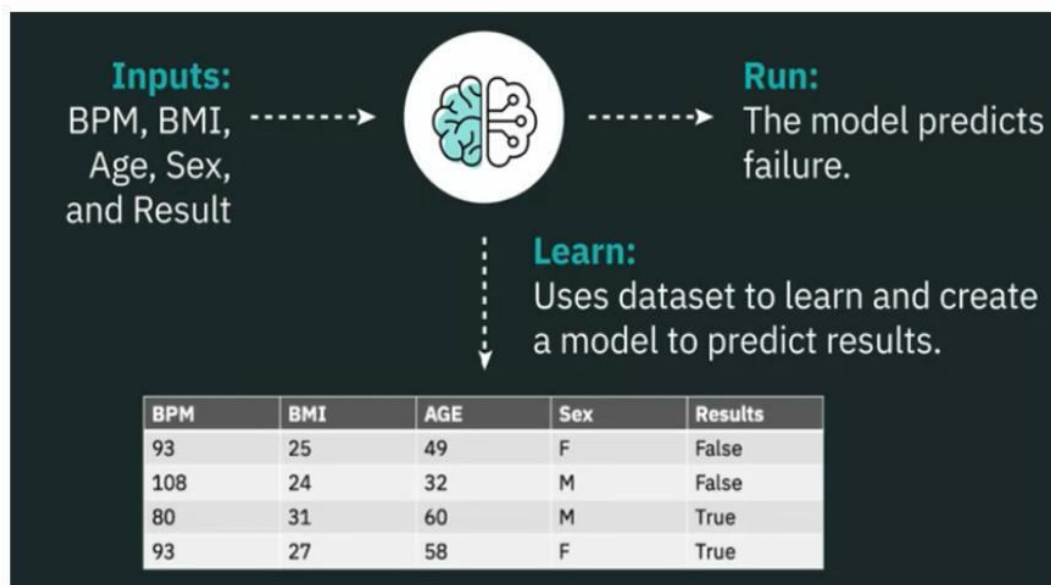 Inputs:
BPM, BMI,
Age, Sex,
and Result
Run:
The model predicts
failure.
Learn:
Uses dataset to learn and create
a model to predict results.
BPM BMI AGE Sex Results
93 25 49 F False
108 24 32 M False
80 31 60 M True
93 27 58 F True